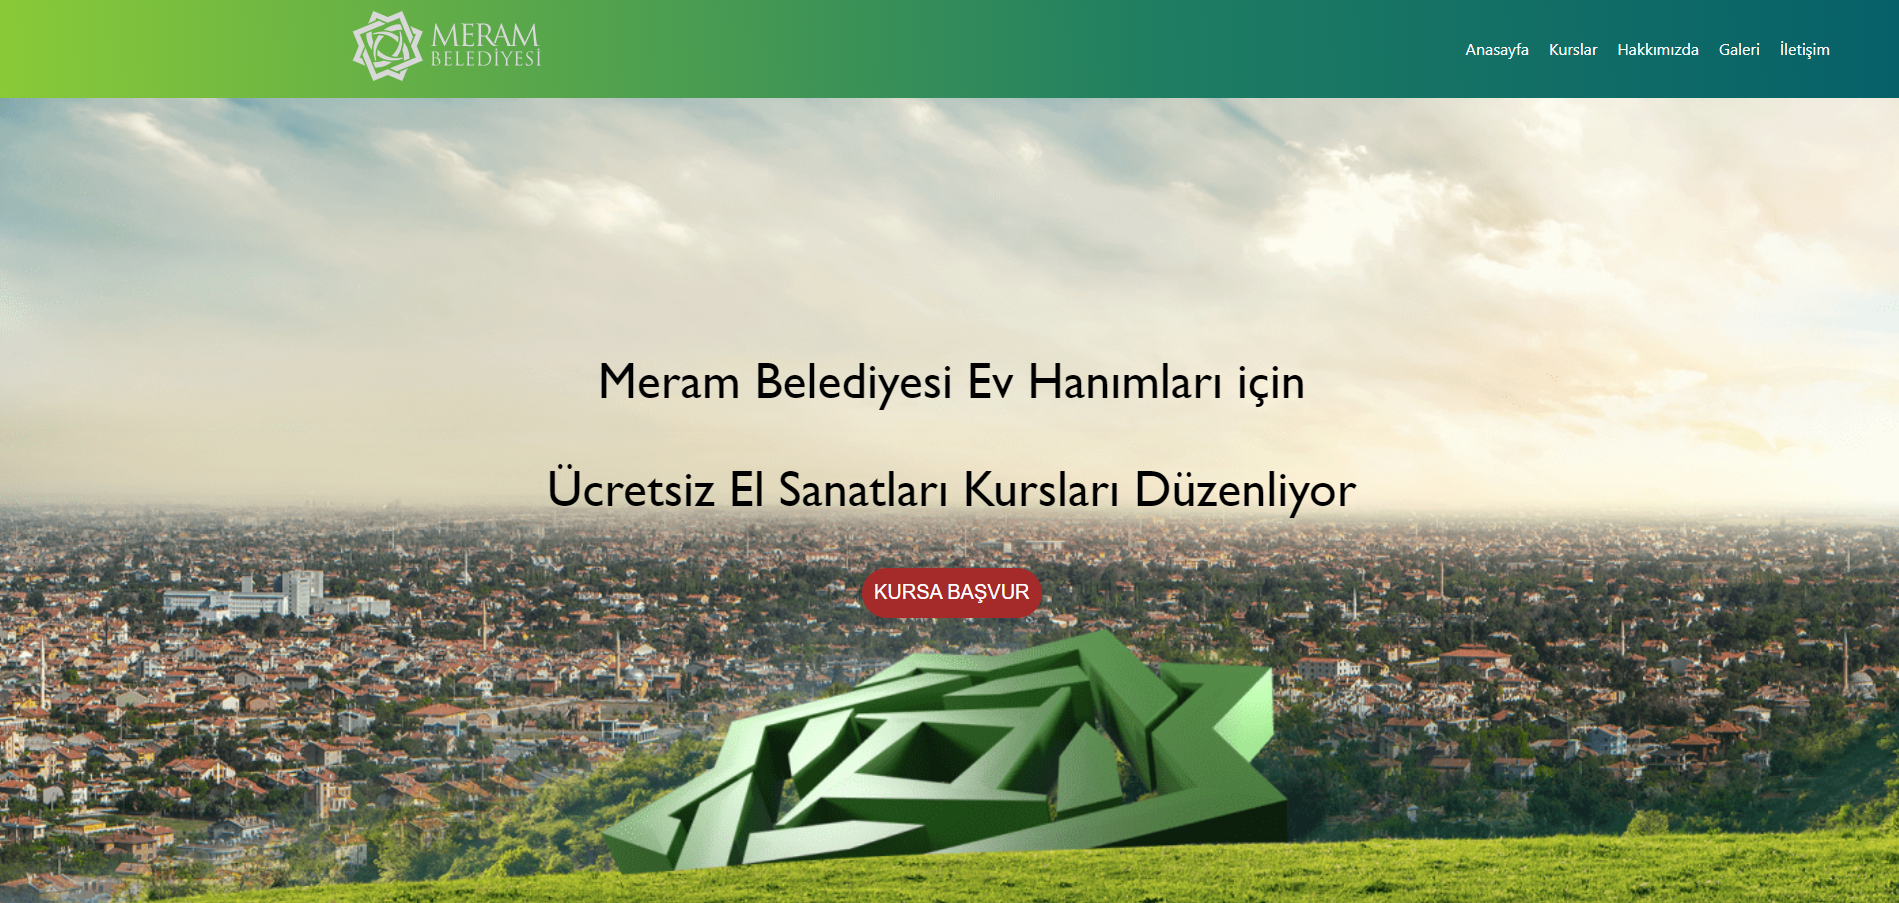 MERAM
BELEDİYESİ
Anasayfa Kurslar Hakkımızda Galeri İletişim
Meram Belediyesi Ev Hanımları için
Ücretsiz El Sanatları Kursları Düzenliyor
KURSA BAŞVUR